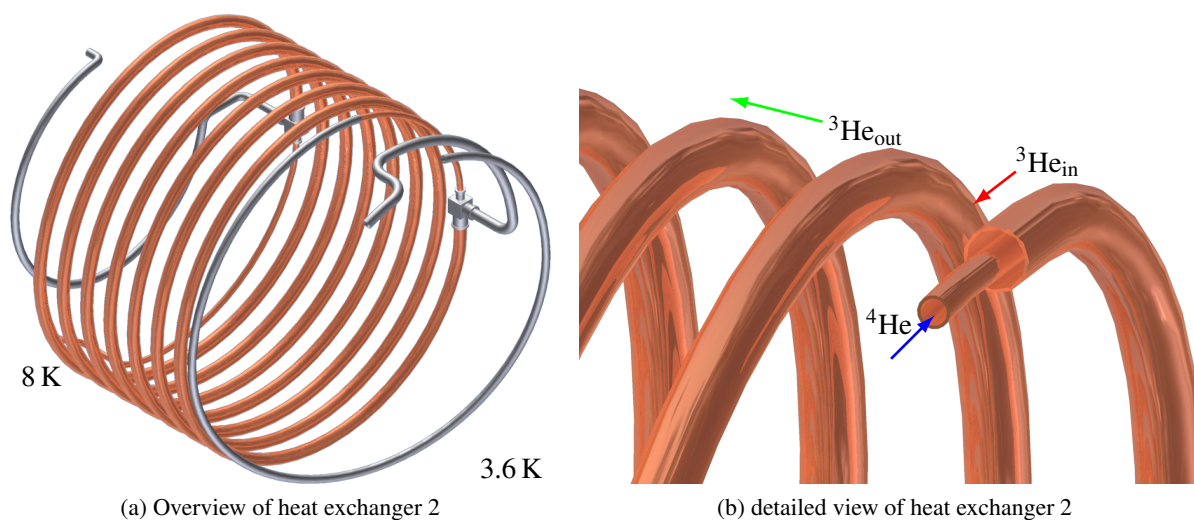 8 K
3.6 K
(a) Overview of heat exchanger 2
³He_out
³He_in
⁴He
(b) detailed view of heat exchanger 2